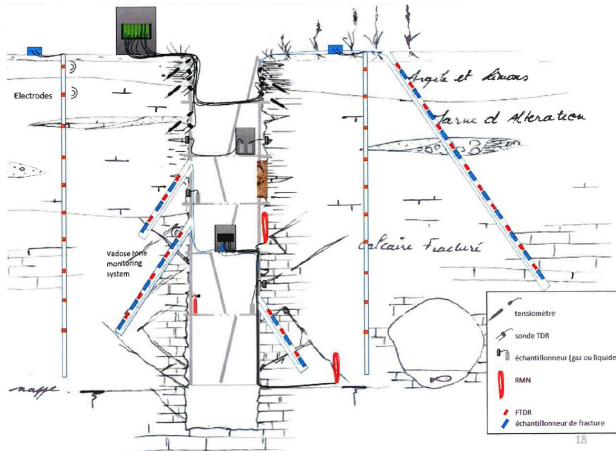 Electrodes
Argile et limons
Marne d'Altération
Vadose zone
monitoring
system
Calcaire Fracturé
nappe
tensiomètre
sonde TDR
échantillonneur (gaz ou liquide
RMN
FTDR
échantillonneur de fracture
18